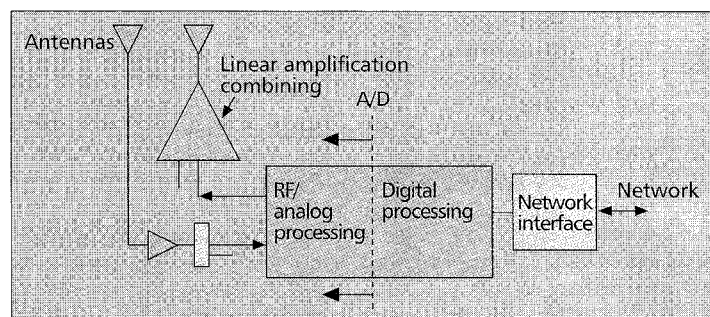 Antennas
Linear amplification
combining
A/D
RF/
analog
processing
Digital
processing
Network
interface
Network